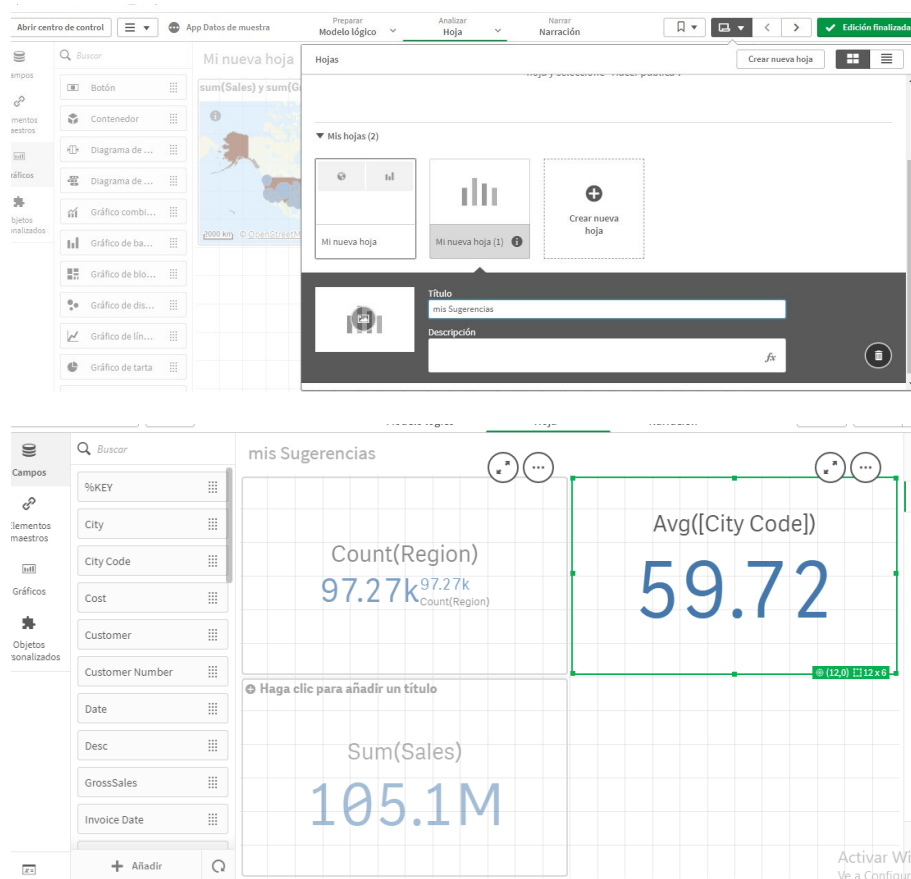 Abrir centro de control
App Datos de muestra
Preparar
Modelo lógico
Analizar
Hoja
Narrar
Narración
Edición finalizada
Buscar
Mi nueva hoja
Hojas
Crear nueva hoja
Botón
sum(Sales) y sum(G
Contenedor
Diagrama de ...
Diagrama de ...
Gráfico combi...
Gráfico de ba...
Gráfico de blo...
Gráfico de dis...
Gráfico de lín...
Gráfico de tarta
2000 km
© OpenStreetM
Mis hojas (2)
Mi nueva hoja
Mi nueva hoja (1)
Crear nueva
hoja
Título
mis Sugerencias
Descripción
fx
Campos
Elementos
maestros
Gráficos
Objetos
rsonalizados
Buscar
%KEY
City
City Code
Cost
Customer
Customer Number
Date
Desc
GrossSales
Invoice Date
Añadir
mis Sugerencias
Count(Region)
97.27k
97.27k
Count(Region)
Avg([City Code])
59.72
(12,0) 12 x 6
Haga clic para añadir un título
Sum(Sales)
105.1M
Activar Wi
Ve a Configur